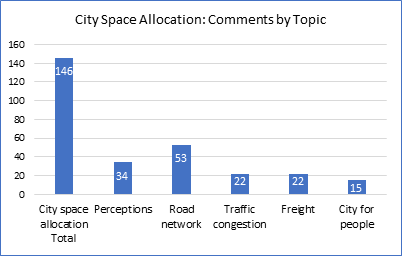 City Space Allocation: Comments by Topic
160
140
120
100
80
60
40
20
0
146
34
53
22
22
15
City space allocation Total
Perceptions
Road network
Traffic congestion
Freight
City for people